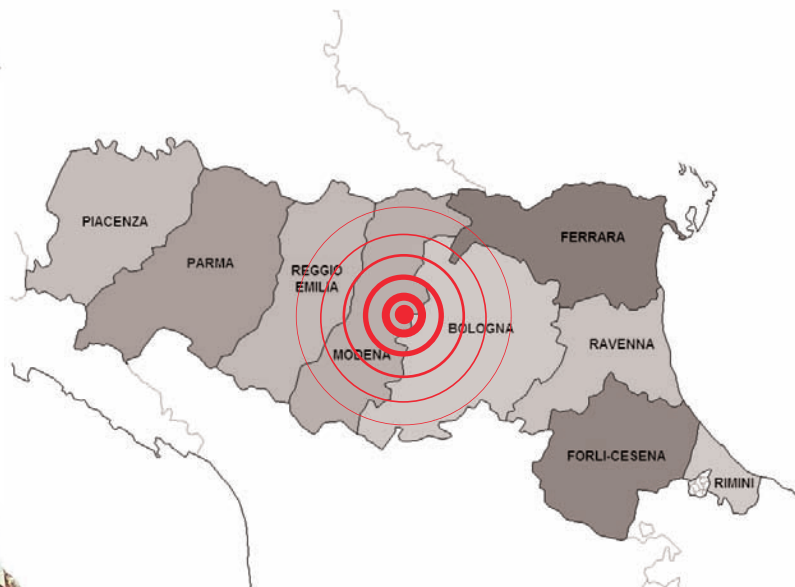 PIACENZA
PARMA
REGGIO
EMILIA
MODENA
BOLOGNA
FERRARA
RAVENNA
FORLI-CESENA
RIMINI